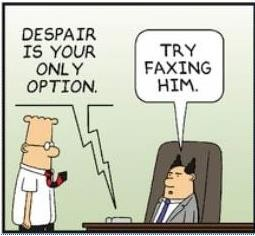 DESPAIR
IS YOUR
ONLY
OPTION.
TRY
FAXING
HIM.